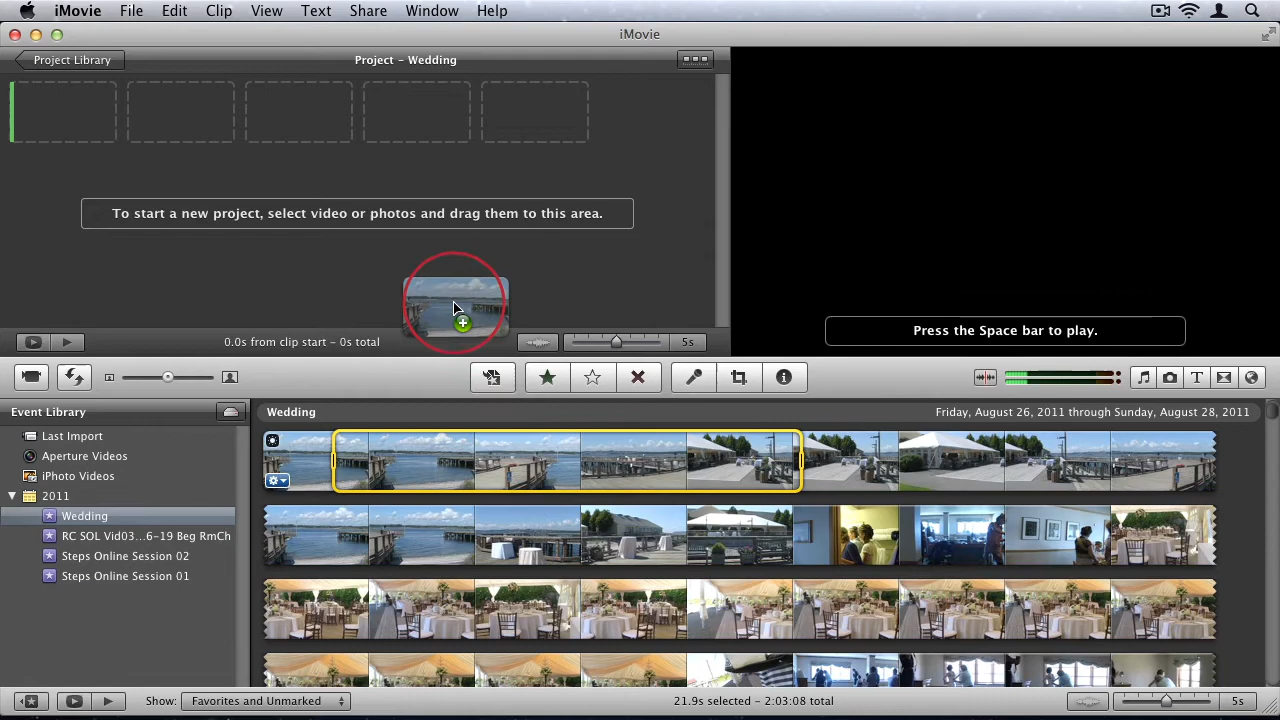 iMovie File Edit Clip View Text Share Window Help
iMovie
Project Library
Project – Wedding
To start a new project, select video or photos and drag them to this area.
Press the Space bar to play.
0.0s from clip start – 0s total
5s
Event Library
Wedding
Friday, August 26, 2011 through Sunday, August 28, 2011
Last Import
Aperture Videos
iPhoto Videos
2011
Wedding
RC SOL Vid03...6-19 Beg RmCh
Steps Online Session 02
Steps Online Session 01
Show: Favorites and Unmarked
21.9s selected – 2:03:08 total
5s